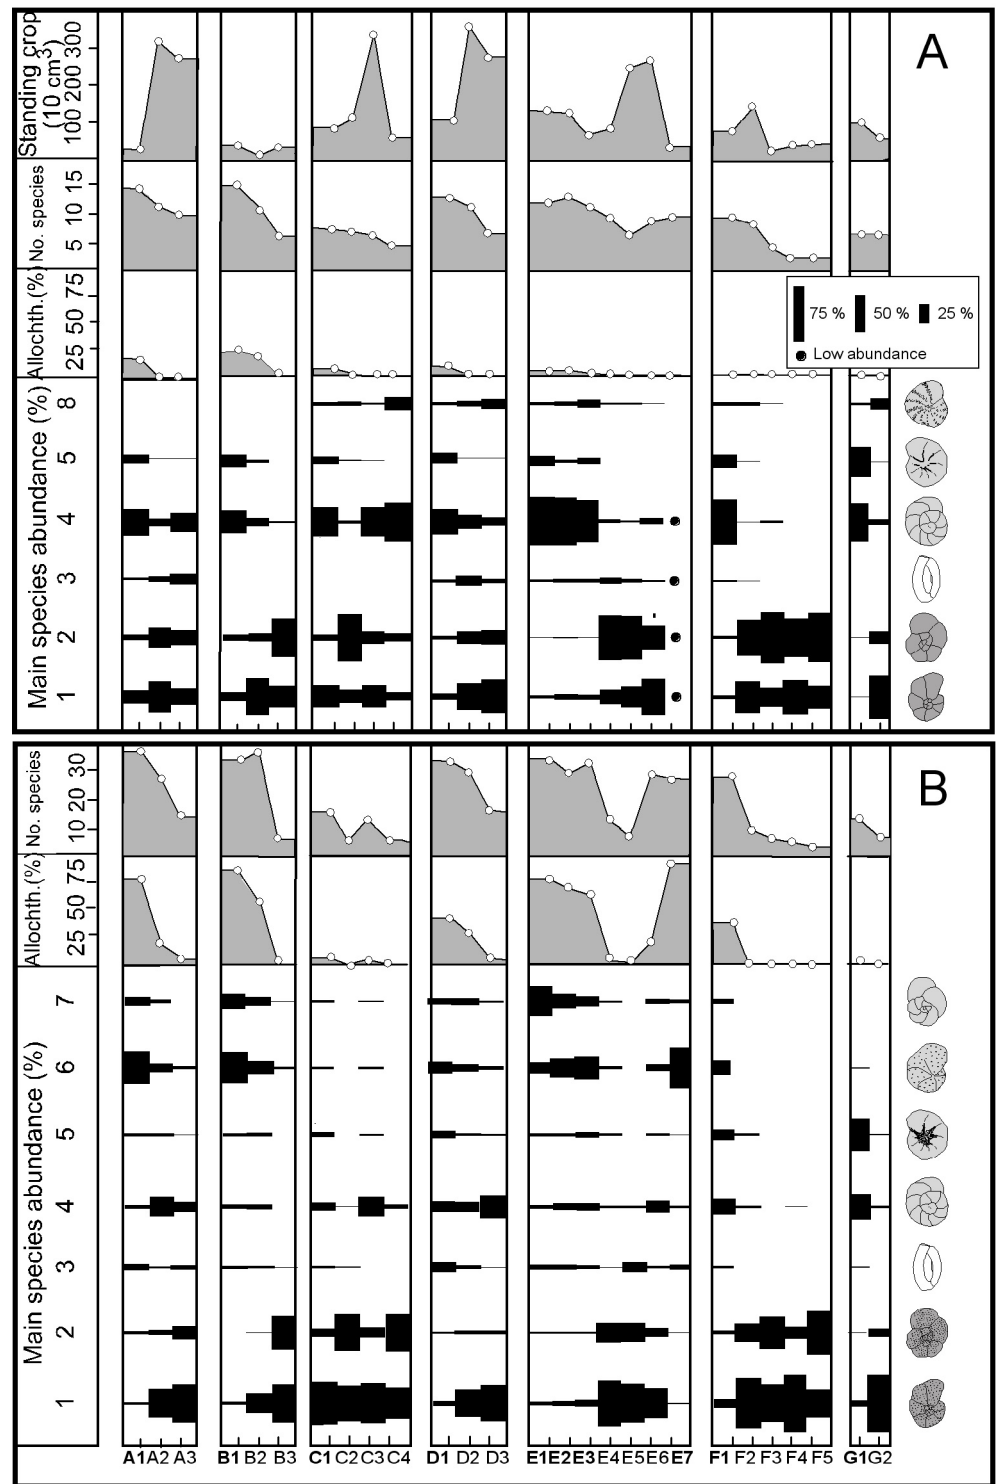 A
Standing crop
(10 cm³)
100 200 300
No. species
5 10 15
Allochth.(%)
25 50 75
75 % 50 % 25 %
Low abundance
Main species abundance (%)
8
5
4
3
2
1
B
No. species
10 20 30
Allochth.(%)
25 50 75
Main species abundance (%)
7
6
5
4
3
2
1
A1 A2 A3 B1 B2 B3 C1 C2 C3 C4 D1 D2 D3 E1 E2 E3 E4 E5 E6 E7 F1 F2 F3 F4 F5 G1 G2